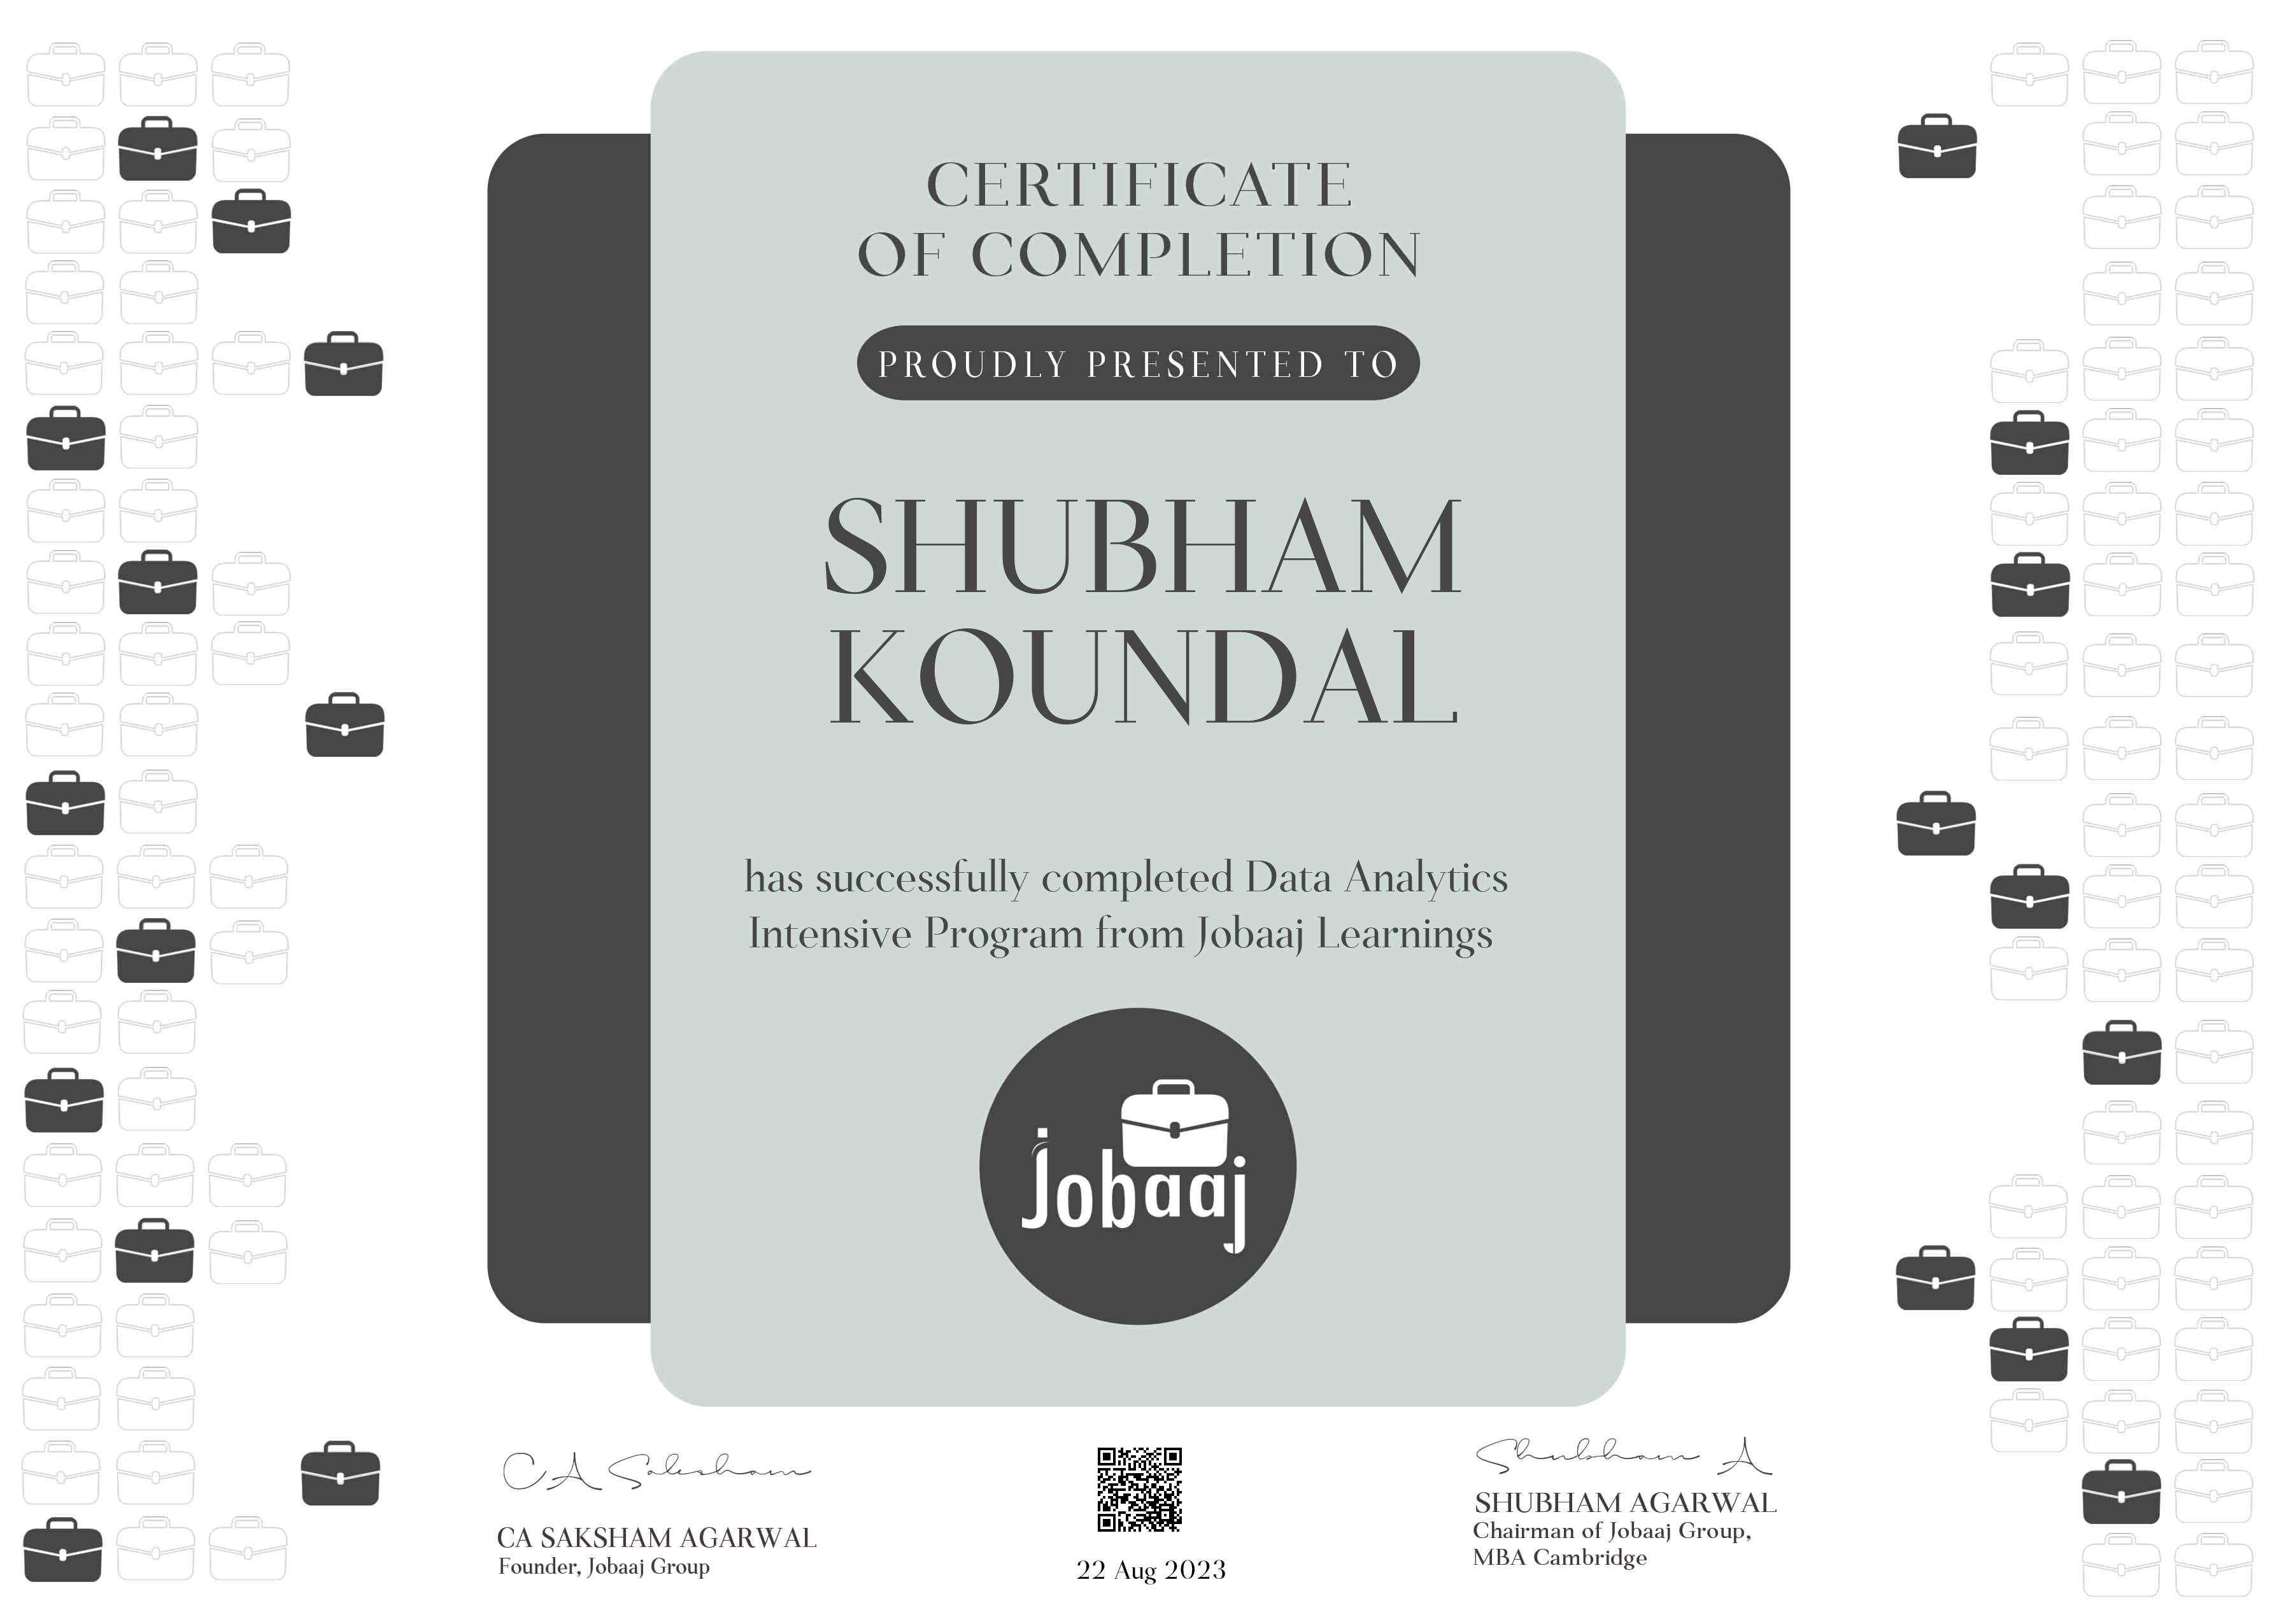 CERTIFICATE
OF COMPLETION
PROUDLY PRESENTED TO
SHUBHAM
KOUNDAL
has successfully completed Data Analytics
Intensive Program from Jobaaj Learnings
Jobaaj
CA Saksham
CA SAKSHAM AGARWAL
Founder, Jobaaj Group
22 Aug 2023
Shubham A
SHUBHAM AGARWAL
Chairman of Jobaaj Group,
MBA Cambridge